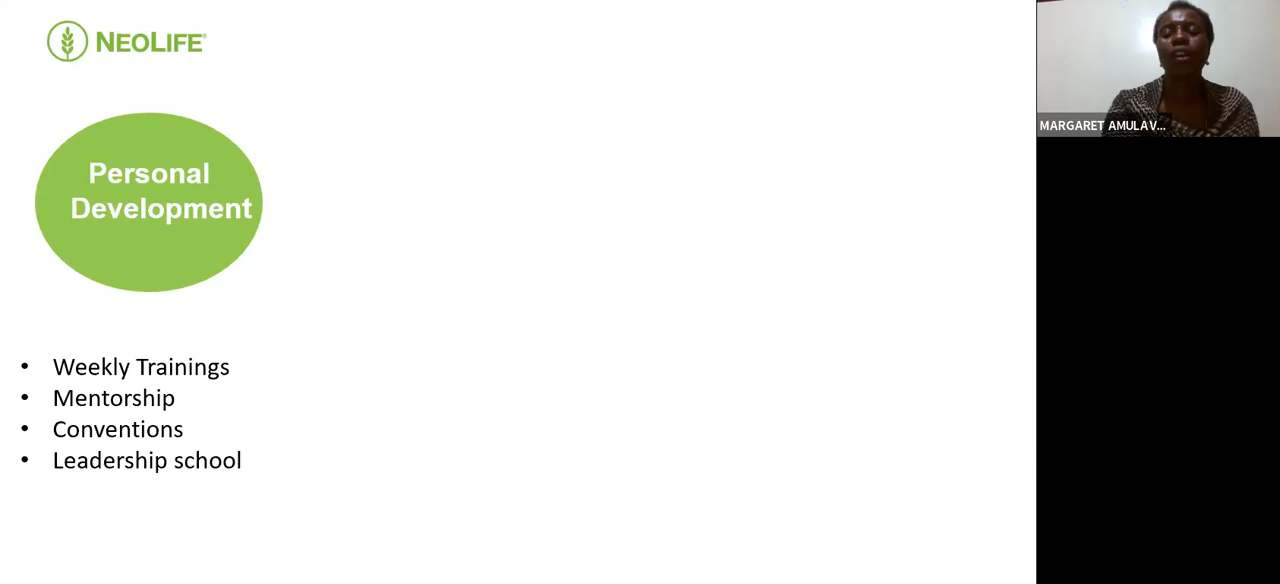 NEOLIFE®
Personal
Development
• Weekly Trainings
• Mentorship
• Conventions
• Leadership school
MARGARET AMULAV...